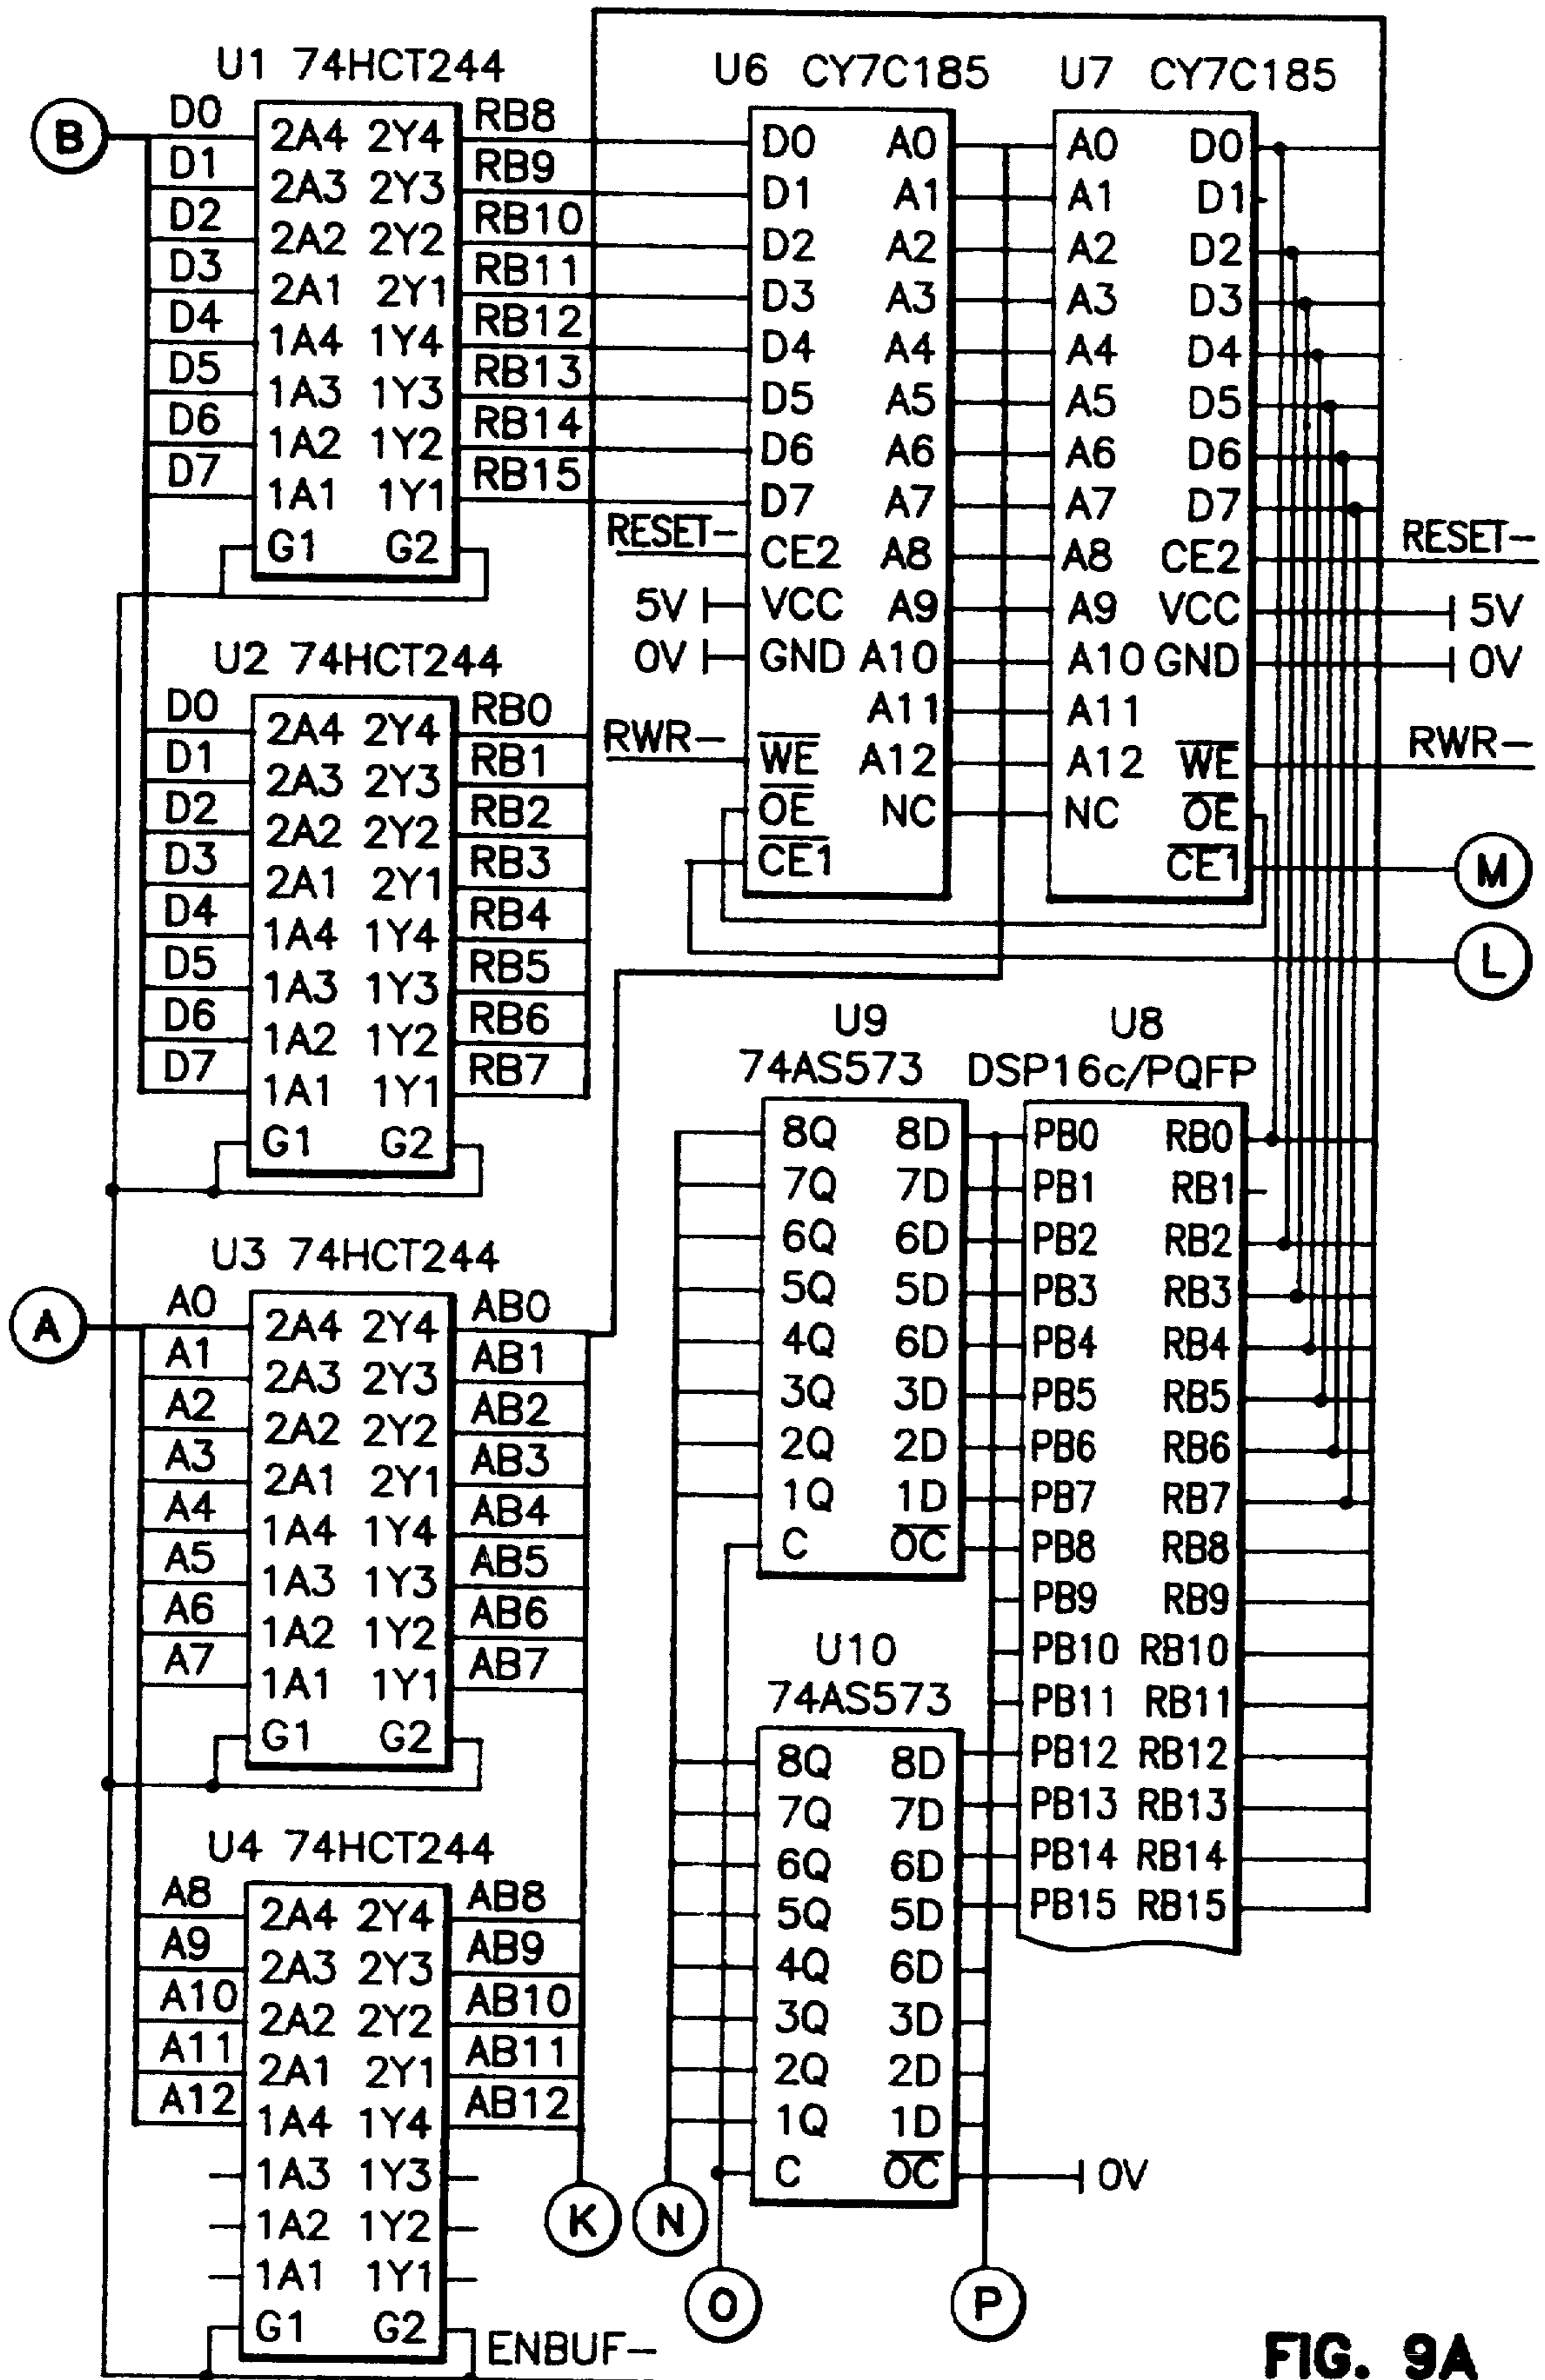 U1 74HCT244
B
D0 2A4 2Y4 RB8
D1 2A3 2Y3 RB9
D2 2A2 2Y2 RB10
D3 2A1 2Y1 RB11
D4 1A4 1Y4 RB12
D5 1A3 1Y3 RB13
D6 1A2 1Y2 RB14
D7 1A1 1Y1 RB15
G1 G2
U2 74HCT244
D0 2A4 2Y4 RB0
D1 2A3 2Y3 RB1
D2 2A2 2Y2 RB2
D3 2A1 2Y1 RB3
D4 1A4 1Y4 RB4
D5 1A3 1Y3 RB5
D6 1A2 1Y2 RB6
D7 1A1 1Y1 RB7
G1 G2
U3 74HCT244
A
A0 2A4 2Y4 AB0
A1 2A3 2Y3 AB1
A2 2A2 2Y2 AB2
A3 2A1 2Y1 AB3
A4 1A4 1Y4 AB4
A5 1A3 1Y3 AB5
A6 1A2 1Y2 AB6
A7 1A1 1Y1 AB7
G1 G2
U4 74HCT244
A8 2A4 2Y4 AB8
A9 2A3 2Y3 AB9
A10 2A2 2Y2 AB10
A11 2A1 2Y1 AB11
A12 1A4 1Y4 AB12
1A3 1Y3
1A2 1Y2
1A1 1Y1
G1 G2
ENBUF-
K
U6 CY7C185
D0 A0
D1 A1
D2 A2
D3 A3
D4 A4
D5 A5
D6 A6
D7 A7
RESET- CE2 A8
5V VCC A9
0V GND A10
A11
RWR- WE A12
OE NC
CE1
U7 CY7C185
A0 D0
A1 D1
A2 D2
A3 D3
A4 D4
A5 D5
A6 D6
A7 D7
A8 CE2 RESET-
A9 VCC 5V
A10 GND 0V
A11
A12 WE RWR-
NC OE
CE1 M
L
U9
74AS573
8Q 8D
7Q 7D
6Q 6D
5Q 5D
4Q 6D
3Q 3D
2Q 2D
1Q 1D
C OC
U8
DSP16c/PQFP
PB0 RB0
PB1 RB1
PB2 RB2
PB3 RB3
PB4 RB4
PB5 RB5
PB6 RB6
PB7 RB7
PB8 RB8
PB9 RB9
PB10 RB10
PB11 RB11
PB12 RB12
PB13 RB13
PB14 RB14
PB15 RB15
U10
74AS573
8Q 8D
7Q 7D
6Q 6D
5Q 5D
4Q 6D
3Q 3D
2Q 2D
1Q 1D
C OC 0V
N
O
P
FIG. 9A